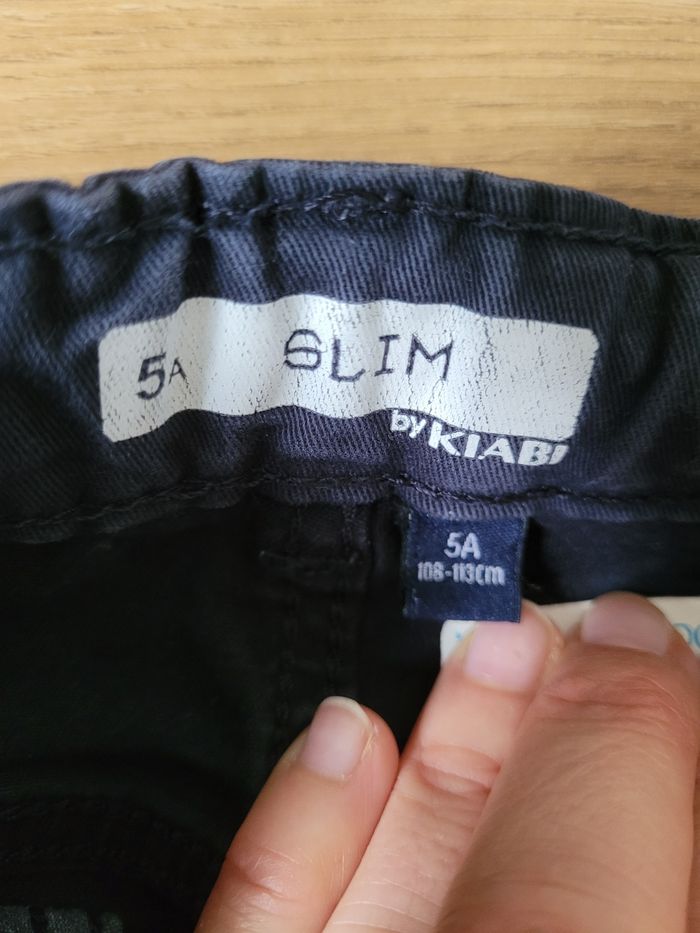 5A SLIM
by KIABI
5A
108-113cm